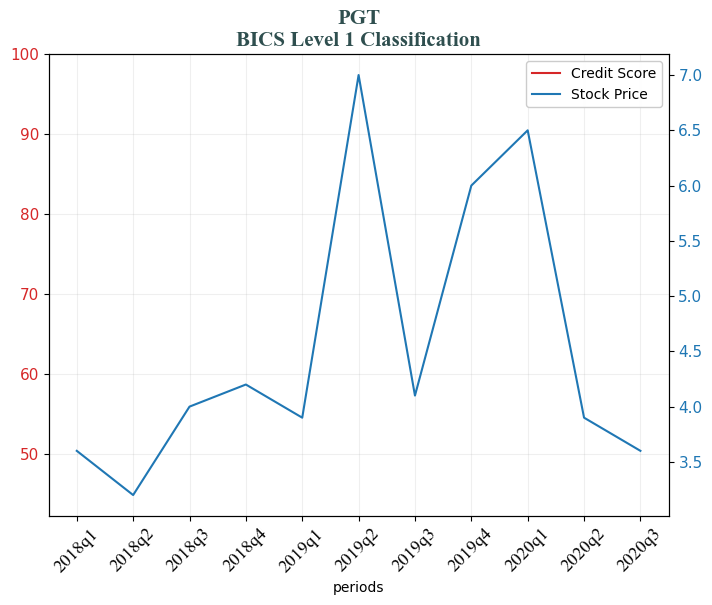 PGT
BICS Level 1 Classification
Credit Score
Stock Price
100
90
80
70
60
50
7.0
6.5
6.0
5.5
5.0
4.5
4.0
3.5
2018q1
2018q2
2018q3
2018q4
2019q1
2019q2
2019q3
2019q4
2020q1
2020q2
2020q3
periods